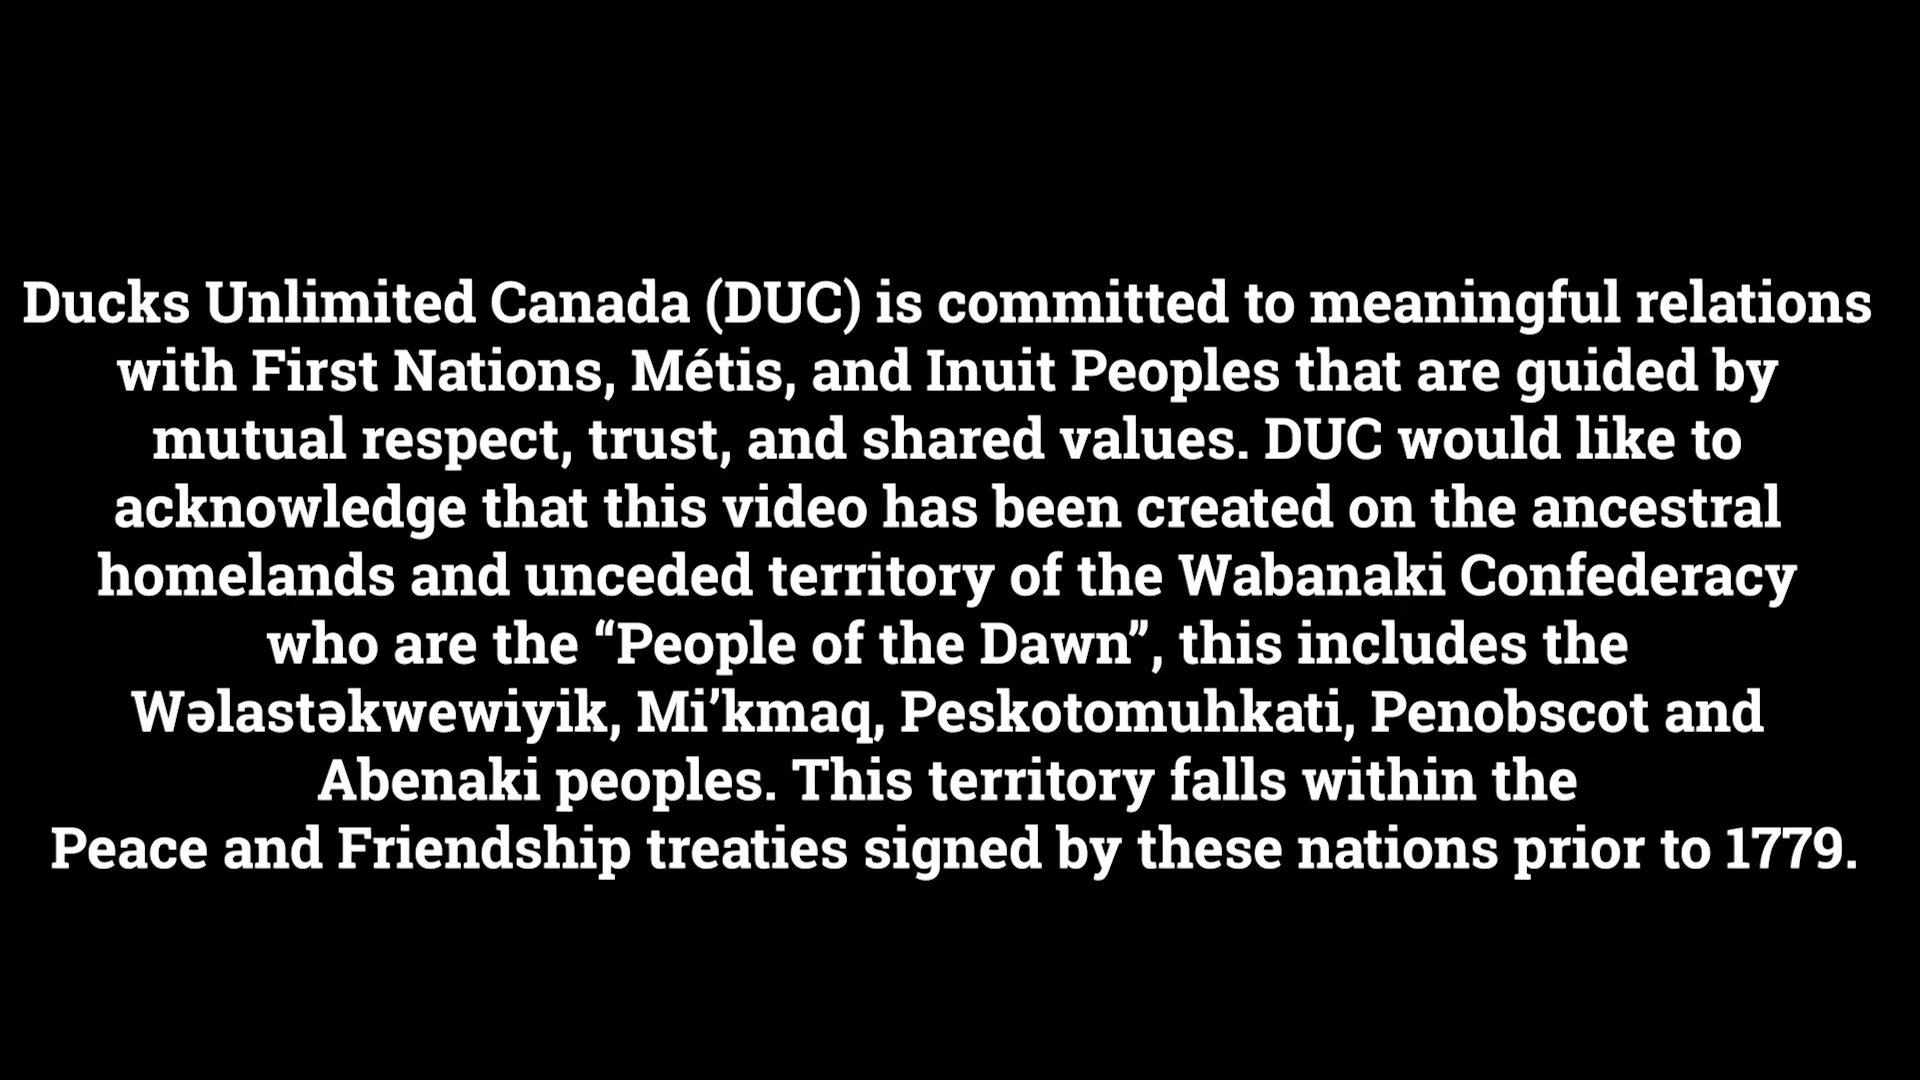 Ducks Unlimited Canada (DUC) is committed to meaningful relations
with First Nations, Métis, and Inuit Peoples that are guided by
mutual respect, trust, and shared values. DUC would like to
acknowledge that this video has been created on the ancestral
homelands and unceded territory of the Wabanaki Confederacy
who are the “People of the Dawn”, this includes the
Wəlastəkwewiyik, Mi’kmaq, Peskotomuhkati, Penobscot and
Abenaki peoples. This territory falls within the
Peace and Friendship treaties signed by these nations prior to 1779.